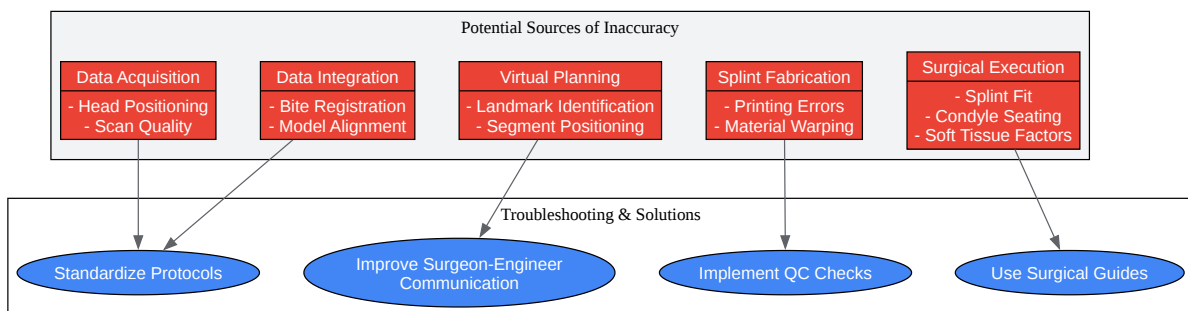 Potential Sources of Inaccuracy
Data Acquisition
- Head Positioning
- Scan Quality
Data Integration
- Bite Registration
- Model Alignment
Virtual Planning
- Landmark Identification
- Segment Positioning
Splint Fabrication
- Printing Errors
- Material Warping
Surgical Execution
- Splint Fit
- Condyle Seating
- Soft Tissue Factors
Troubleshooting & Solutions
Standardize Protocols
Improve Surgeon-Engineer
Communication
Implement QC Checks
Use Surgical Guides